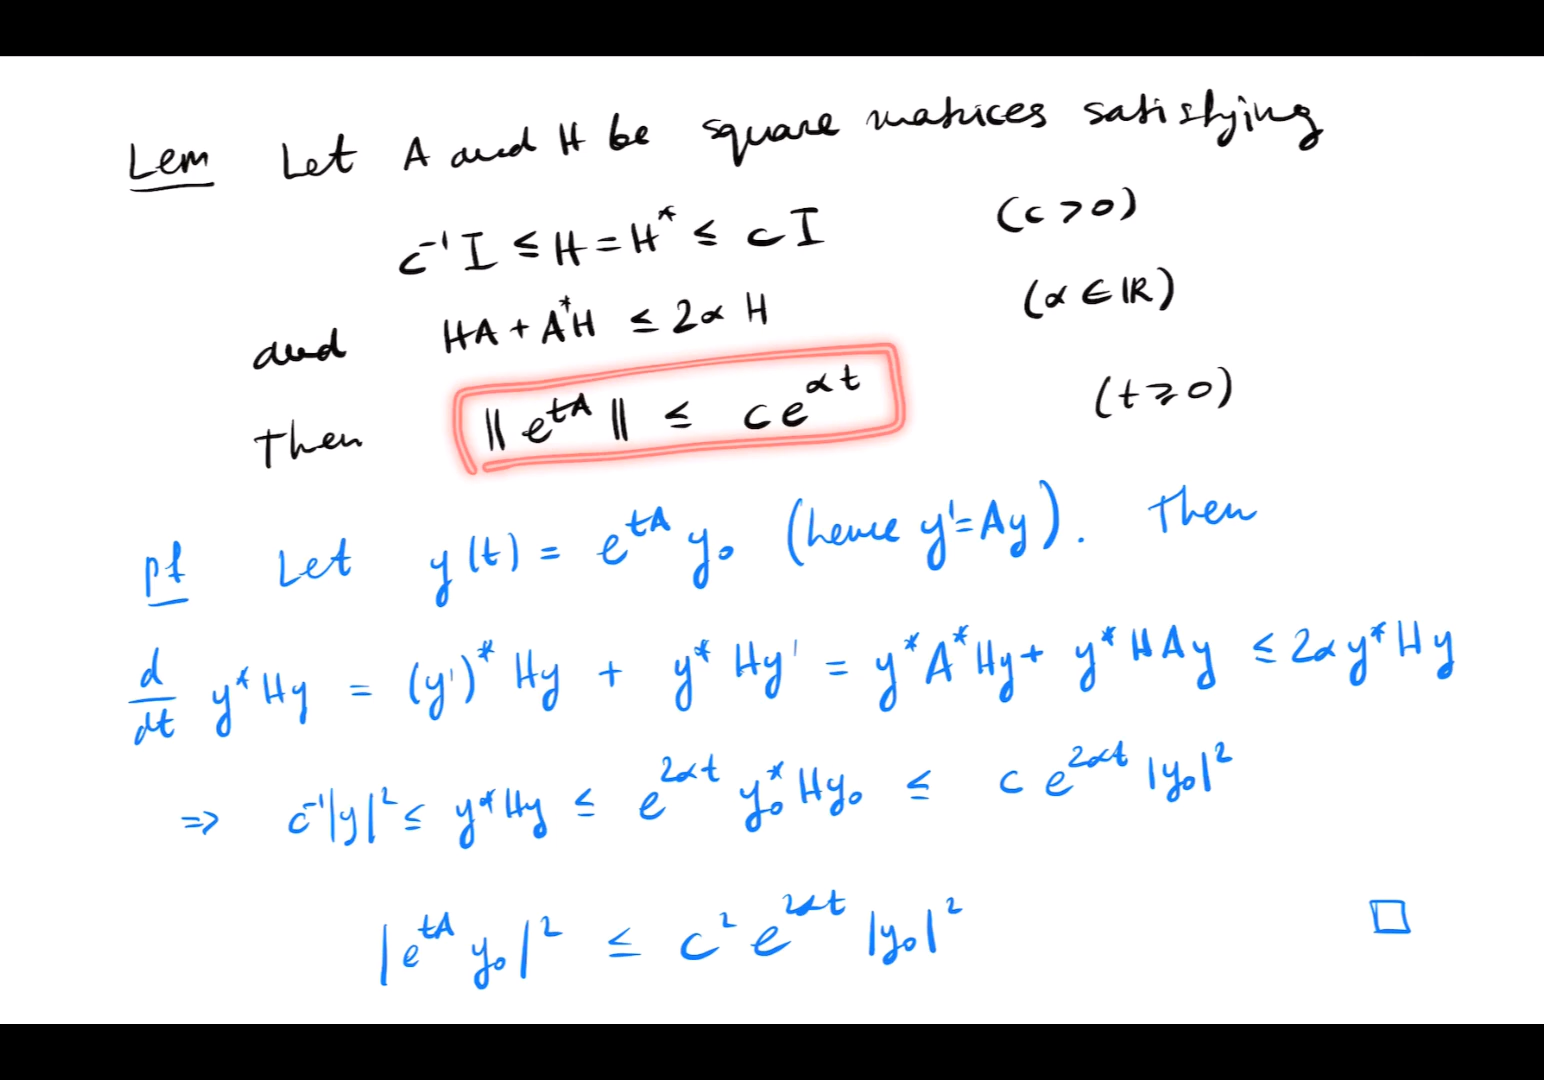 Lem Let A and H be square matrices satisfying
c⁻¹I ≤ H = H* ≤ cI (c > 0)
and HA + A*H ≤ 2α H (α ∈ ℝ)
Then ‖e^{tA}‖ ≤ ce^{αt} (t ⩾ 0)
pf Let y(t) = e^{tA} y₀ (hence y' = Ay). Then
d/dt y*Hy = (y')*Hy + y*Hy' = y*A*Hy + y*HAy ≤ 2αy*Hy
⇒ c⁻¹|y|² ≤ y*Hy ≤ e^{2αt} y₀*Hy₀ ≤ c e^{2αt} |y₀|²
|e^{tA} y₀|² ≤ c² e^{2αt} |y₀|² □